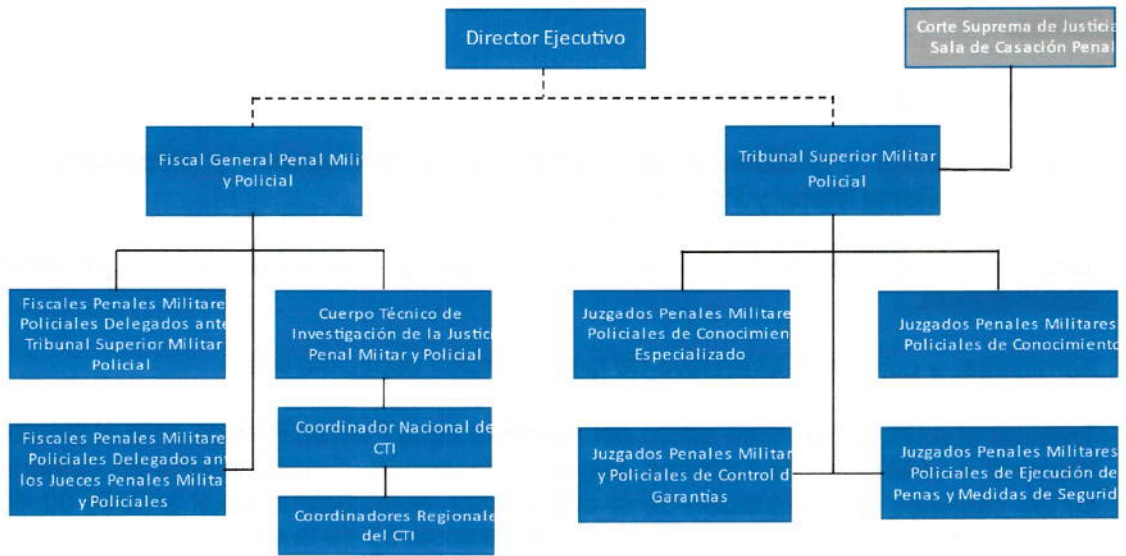 Director Ejecutivo
Corte Suprema de Justicia
Sala de Casación Penal
Fiscal General Penal Milit
y Policial
Tribunal Superior Militar
Policial
Fiscales Penales Militare
Policiales Delegados ante
Tribunal Superior Militar
Policial
Cuerpo Técnico de
Investigación de la Justici
Penal Miitar y Policial
Juzgados Penales Militare
Policiales de Conocimien
Especializado
Juzgados Penales Militares
Policiales de Conocimiento
Fiscales Penales Militare
Policiales Delegados ant
los Jueces Penales Milita
y Policiales
Coordinador Nacional de
CTI
Coordinadores Regionale
del CTI
Juzgados Penales Militar
y Policiales de Control d
Garantías
Juzgados Penales Militares
Policiales de Ejecución de
Penas y Medidas de Segurid